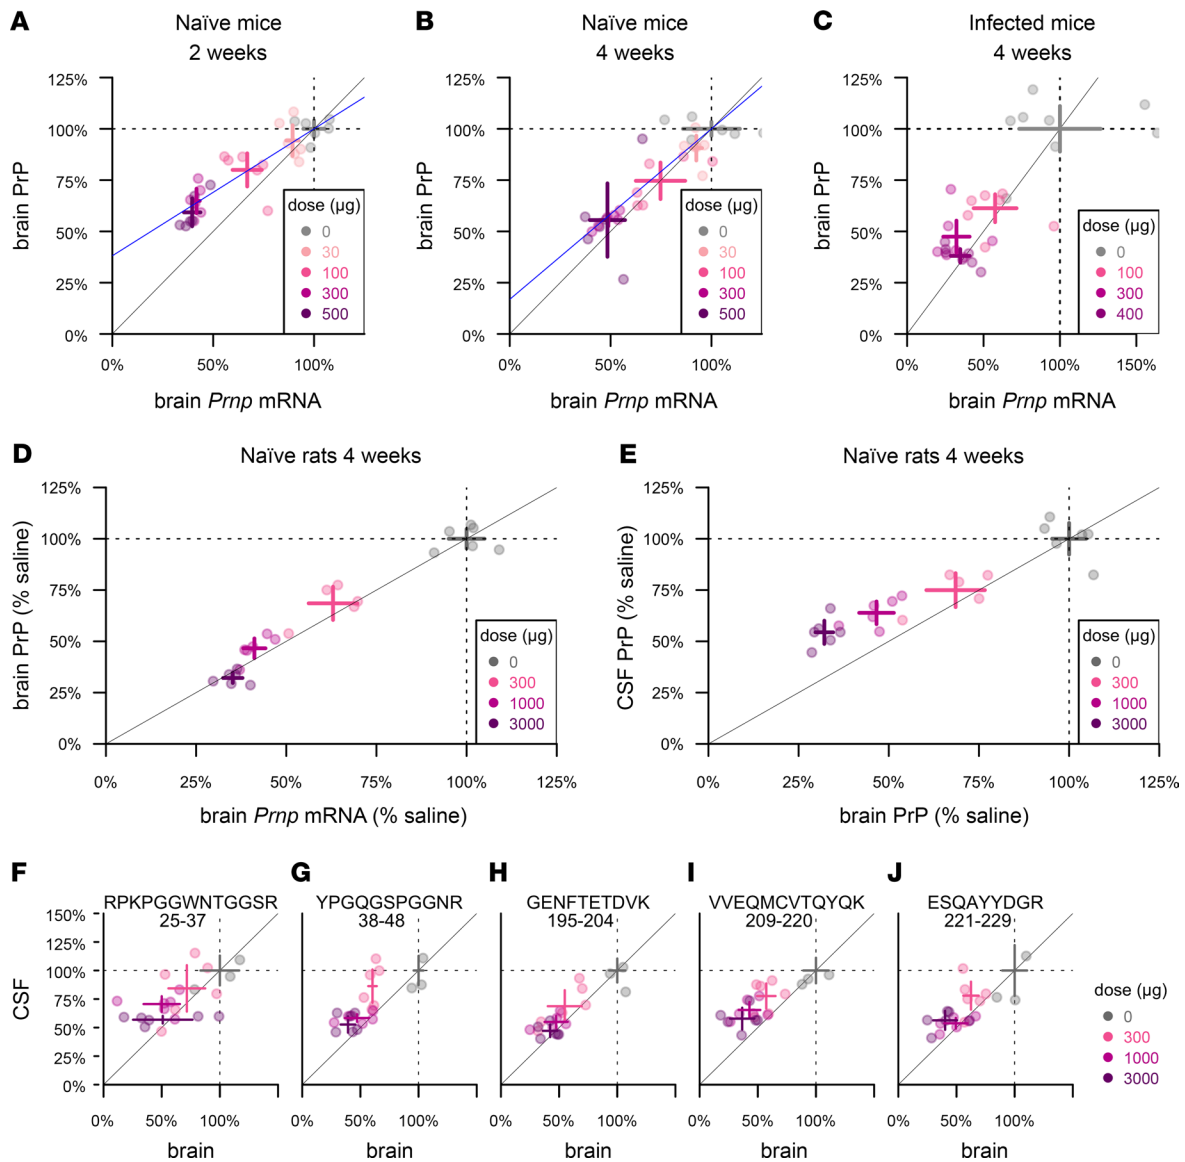 A
Naïve mice
2 weeks
brain PrP
125%
100%
75%
50%
25%
0%
0%
50%
100%
brain Prnp mRNA
dose (µg)
0
30
100
300
500
B
Naïve mice
4 weeks
brain PrP
125%
100%
75%
50%
25%
0%
0%
50%
100%
brain Prnp mRNA
dose (µg)
0
30
100
300
500
C
Infected mice
4 weeks
brain PrP
125%
100%
75%
50%
25%
0%
0%
50%
100%
150%
brain Prnp mRNA
dose (µg)
0
100
300
400
D
Naïve rats 4 weeks
brain PrP (% saline)
125%
100%
75%
50%
25%
0%
0%
25%
50%
75%
100%
125%
brain Prnp mRNA (% saline)
dose (µg)
0
300
1000
3000
E
Naïve rats 4 weeks
CSF PrP (% saline)
125%
100%
75%
50%
25%
0%
0%
25%
50%
75%
100%
125%
brain PrP (% saline)
dose (µg)
0
300
1000
3000
F
RPKPGGWNTGGSR
25-37
CSF
150%
125%
100%
75%
50%
25%
0%
0%
50%
100%
brain
G
YPGQGSPGGNR
38-48
0%
50%
100%
brain
H
GENFTETDVK
195-204
0%
50%
100%
brain
I
VVEQMCVTQYQK
209-220
0%
50%
100%
brain
J
ESQAYYDGR
221-229
0%
50%
100%
brain
dose (µg)
0
300
1000
3000